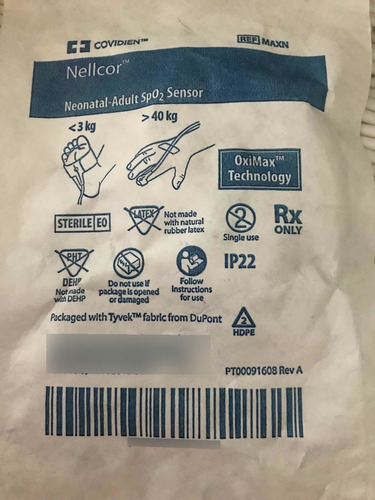 COVIDIEN™
REF MAXN
Nellcor™
Neonatal-Adult SpO2 Sensor
<3 kg
>40 kg
OxiMax™
Technology
STERILE EO
LATEX
Not made
with natural
rubber latex
2
Single use
Rx
ONLY
PHT
DEHP
Not made
with DEHP
Do not use if
package is opened
or damaged
Follow
instructions
for use
IP22
Packaged with Tyvek™ fabric from DuPont
2
HDPE
PT00091608 Rev A